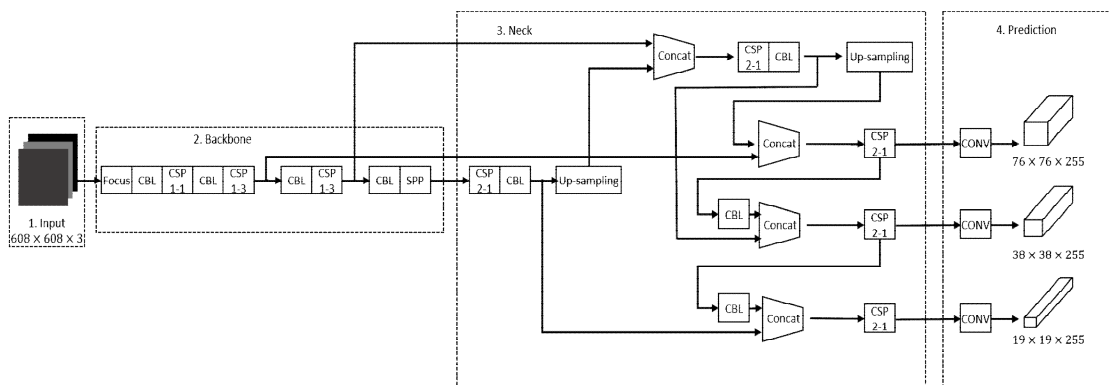 1. Input
608 × 608 × 3
2. Backbone
Focus
CBL
CSP
1-1
CBL
CSP
1-3
CBL
CSP
1-3
CBL
SPP
3. Neck
CSP
2-1
CBL
Up-sampling
Concat
CSP
2-1
CBL
Up-sampling
Concat
CSP
2-1
CBL
Concat
CSP
2-1
CBL
Concat
CSP
2-1
4. Prediction
CONV
76 × 76 × 255
CONV
38 × 38 × 255
CONV
19 × 19 × 255